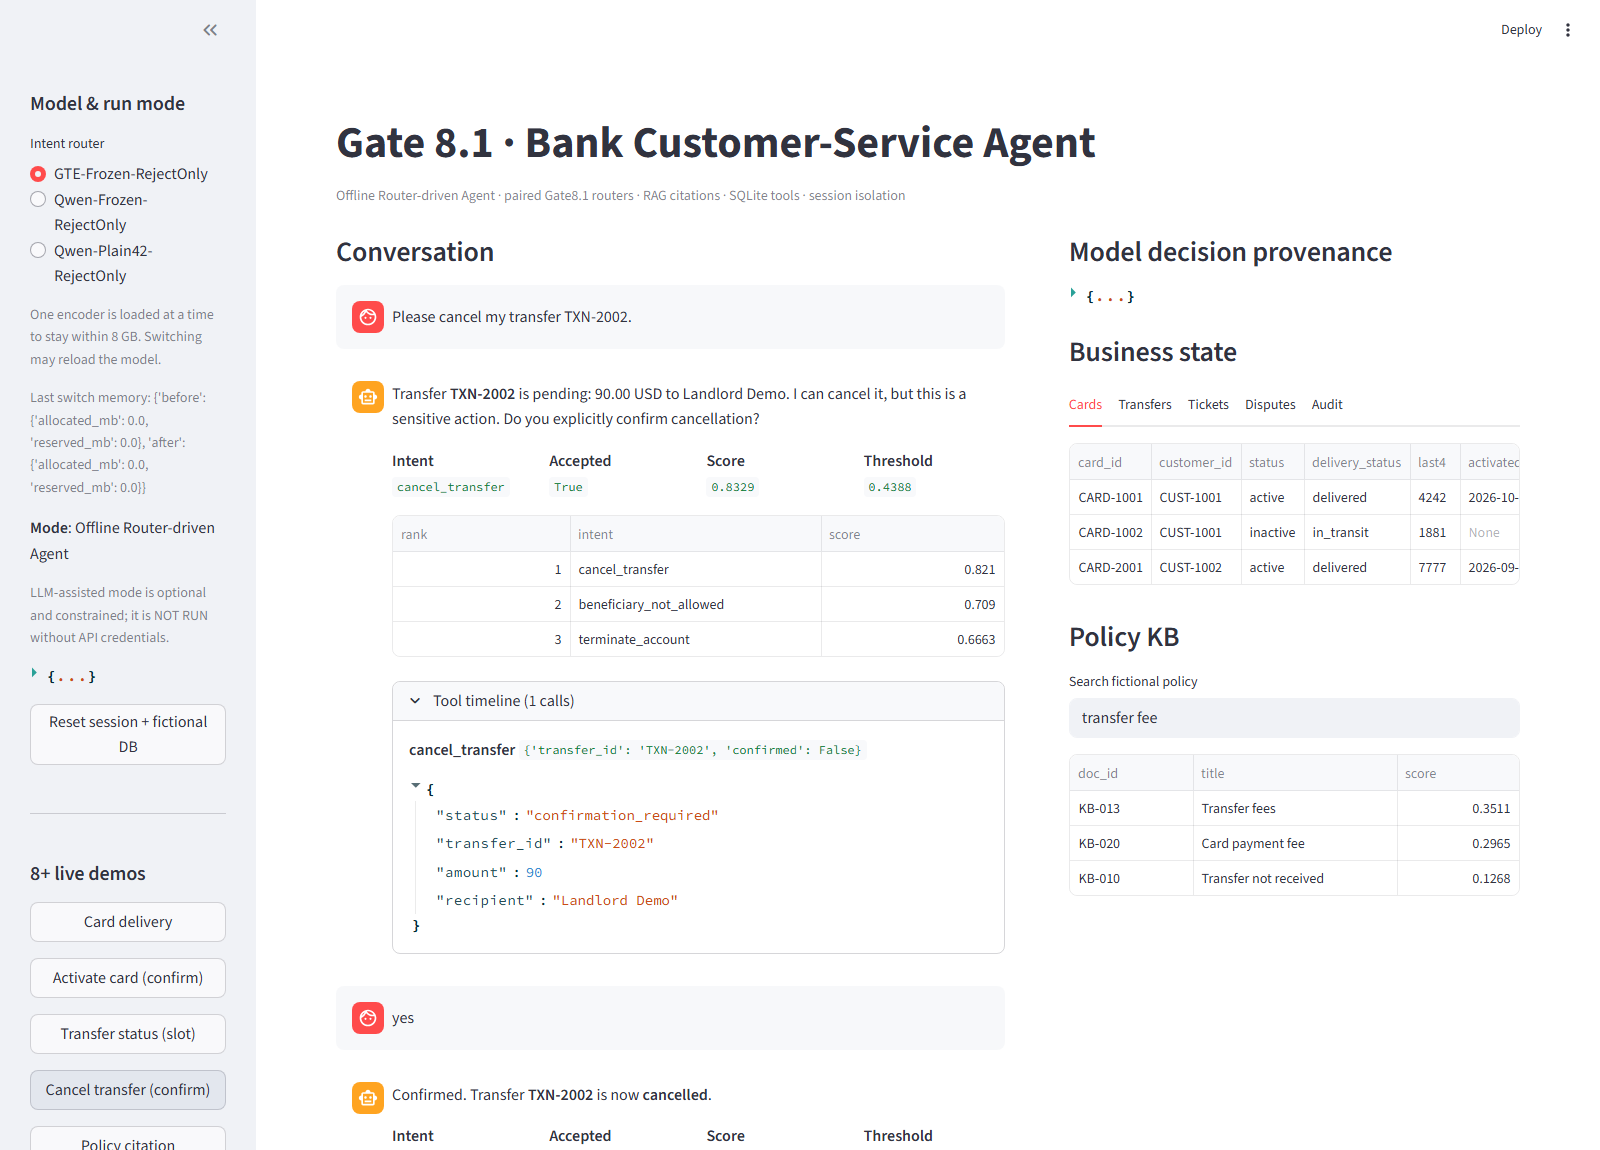 Deploy
Model & run mode
Intent router
GTE-Frozen-RejectOnly
Qwen-Frozen-
RejectOnly
Qwen-Plain42-
RejectOnly
One encoder is loaded at a time
to stay within 8 GB. Switching
may reload the model.
Last switch memory: {'before':
{'allocated_mb': 0.0,
'reserved_mb': 0.0}, 'after':
{'allocated_mb': 0.0,
'reserved_mb': 0.0}}
Mode: Offline Router-driven
Agent
LLM-assisted mode is optional
and constrained; it is NOT RUN
without API credentials.
{...}
Reset session + fictional
DB
8+ live demos
Card delivery
Activate card (confirm)
Transfer status (slot)
Cancel transfer (confirm)
Policy citation
Gate 8.1 · Bank Customer-Service Agent
Offline Router-driven Agent · paired Gate8.1 routers · RAG citations · SQLite tools · session isolation
Conversation
Please cancel my transfer TXN-2002.
Transfer TXN-2002 is pending: 90.00 USD to Landlord Demo. I can cancel it, but this is a
sensitive action. Do you explicitly confirm cancellation?
Intent Accepted Score Threshold
cancel_transfer True 0.8329 0.4388
rank intent score
1 cancel_transfer 0.821
2 beneficiary_not_allowed 0.709
3 terminate_account 0.6663
Tool timeline (1 calls)
cancel_transfer {'transfer_id': 'TXN-2002', 'confirmed': False}
{
"status" : "confirmation_required"
"transfer_id" : "TXN-2002"
"amount" : 90
"recipient" : "Landlord Demo"
}
yes
Confirmed. Transfer TXN-2002 is now cancelled.
Intent Accepted Score Threshold
Model decision provenance
{...}
Business state
Cards Transfers Tickets Disputes Audit
card_id customer_id status delivery_status last4 activated
CARD-1001 CUST-1001 active delivered 4242 2026-10-
CARD-1002 CUST-1001 inactive in_transit 1881 None
CARD-2001 CUST-1002 active delivered 7777 2026-09-
Policy KB
Search fictional policy
transfer fee
doc_id title score
KB-013 Transfer fees 0.3511
KB-020 Card payment fee 0.2965
KB-010 Transfer not received 0.1268